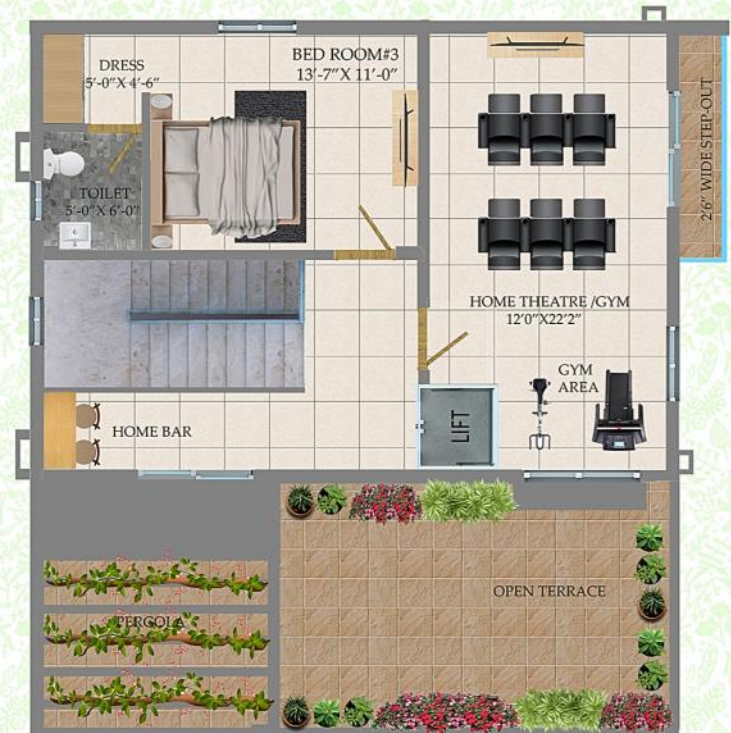 DRESS
5'-0"X 4'-6"
BED ROOM#3
13'-7"X 11'-0"
TOILET
5'-0"X 6'-0"
2'6" WIDE STEP-OUT
HOME THEATRE /GYM
12'0"X22'2"
GYM
AREA
HOME BAR
LIFT
OPEN TERRACE
PERGOLA